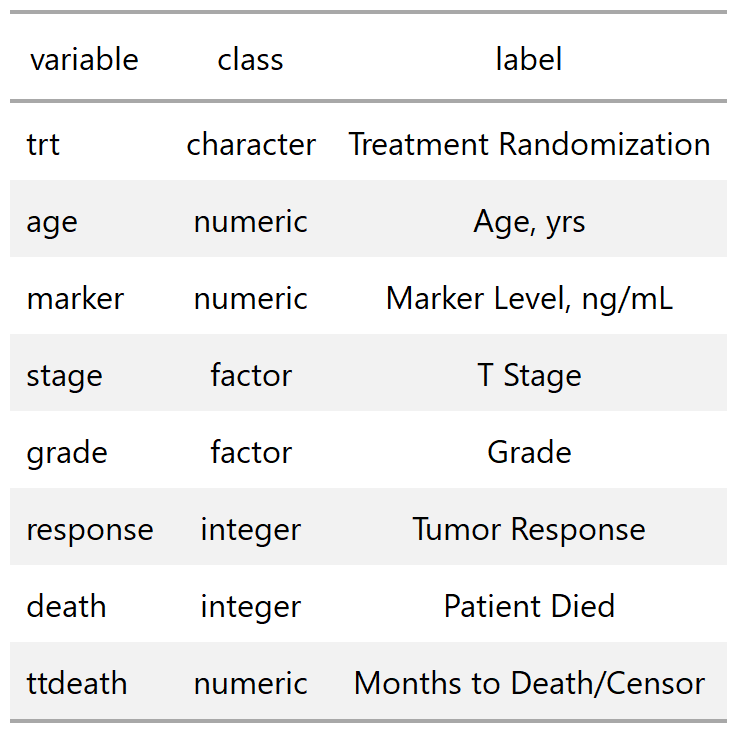 variable class label
trt character Treatment Randomization
age numeric Age, yrs
marker numeric Marker Level, ng/mL
stage factor T Stage
grade factor Grade
response integer Tumor Response
death integer Patient Died
ttdeath numeric Months to Death/Censor